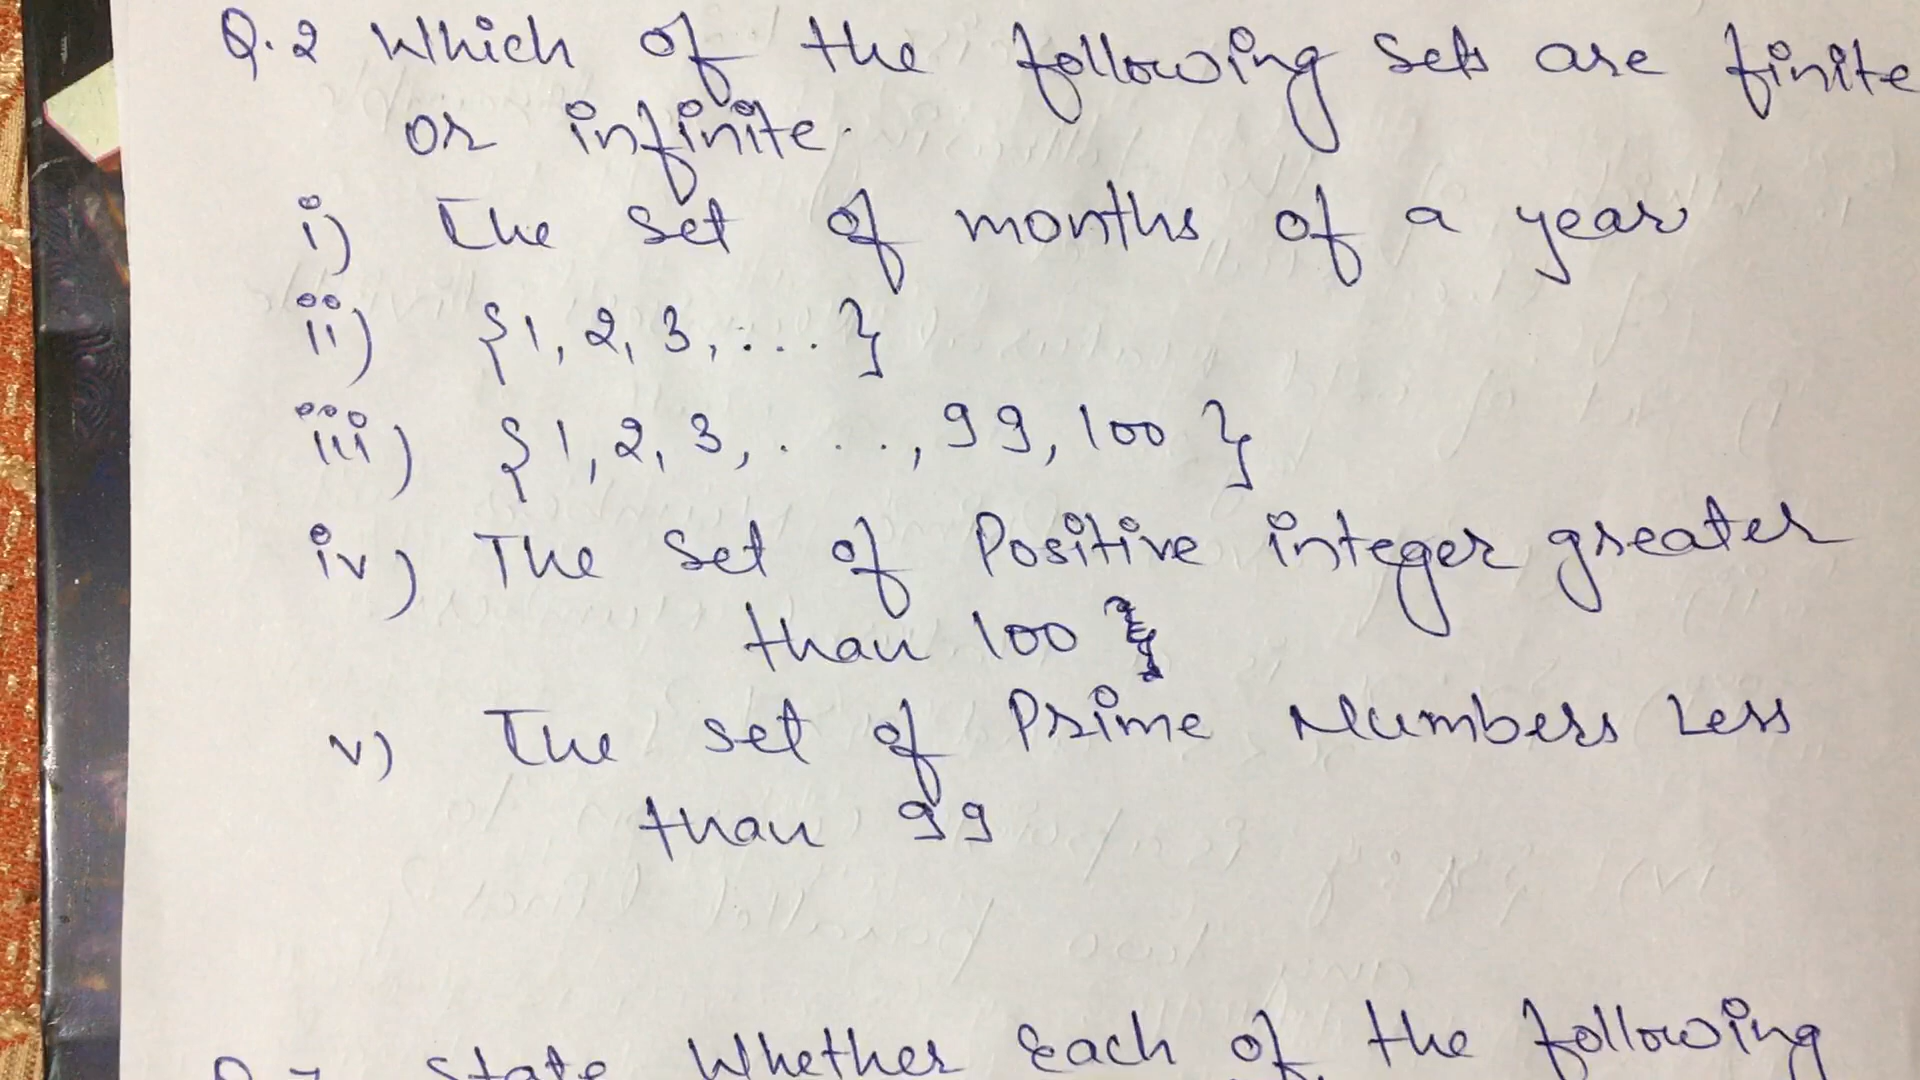 Q.2 Which of the following sets are finite
or infinite.
i) The set of months of a year
ii) {1, 2, 3, .... }
iii) {1, 2, 3, . . . ., 99, 100 }
iv) The set of Positive integer greater
than 100
v) The set of Prime Numbers Less
than 99
State Whether Each of the following